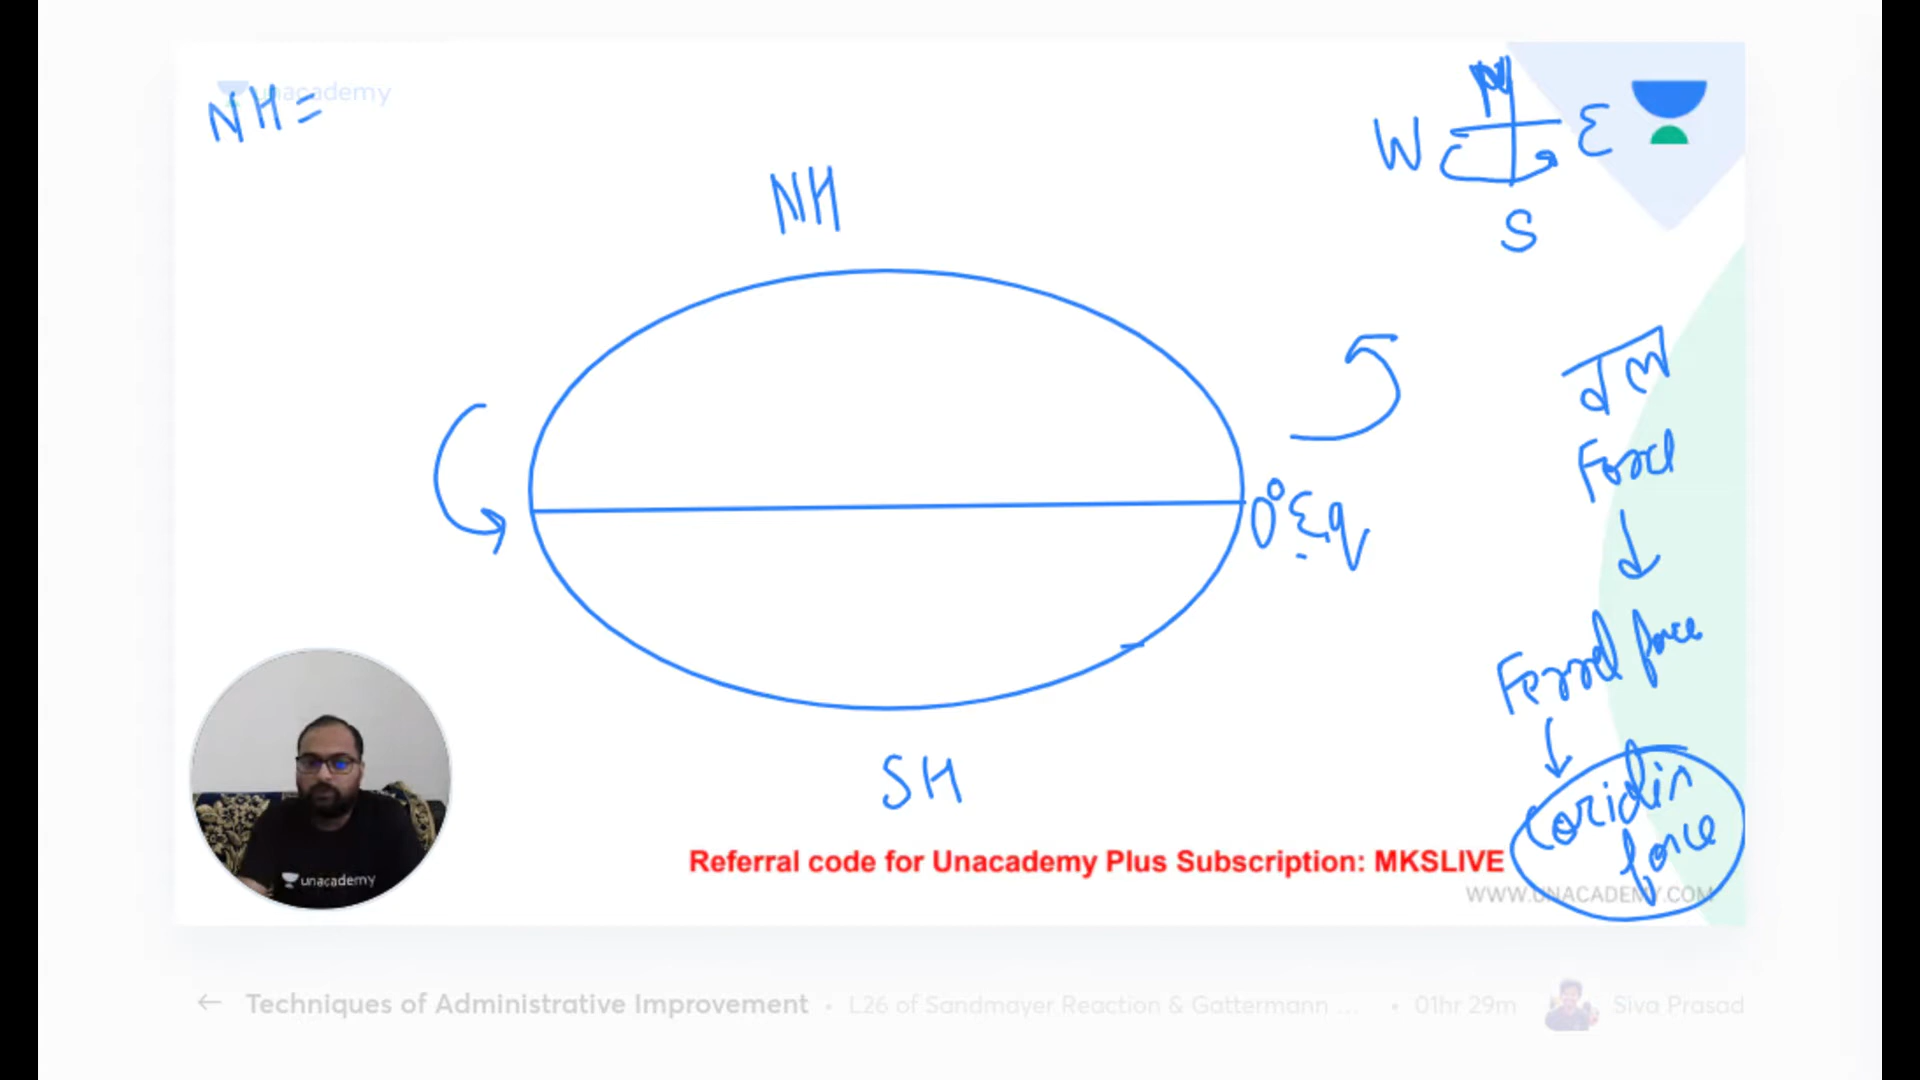 unacademy
NH=
N
W E
S
NH
बल
Force
0° Eq
Ferrel force
SH
force
Referral code for Unacademy Plus Subscription: MKSLIVE
WWW.UNACADEMY.COM
unacademy
← Techniques of Administrative Improvement • L26 of Sandmayer Reaction & Gattermann ... • 01hr 29m Siva Prasad